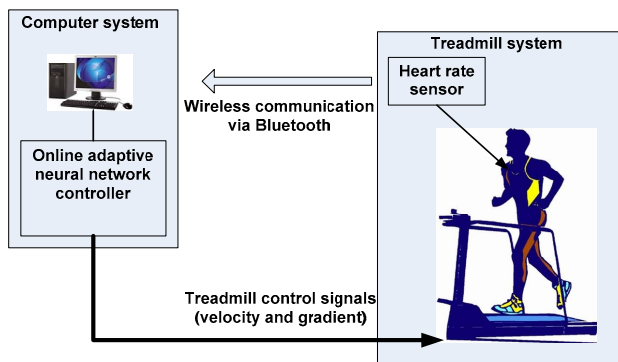 Computer system
Online adaptive
neural network
controller
Wireless communication
via Bluetooth
Treadmill system
Heart rate
sensor
Treadmill control signals
(velocity and gradient)